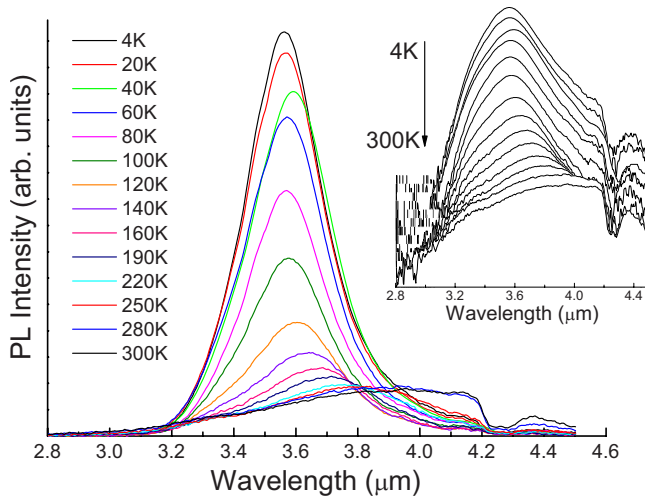 PL Intensity (arb. units)
4K
20K
40K
60K
80K
100K
120K
140K
160K
190K
220K
250K
280K
300K
2.8 3.0 3.2 3.4 3.6 3.8 4.0 4.2 4.4 4.6
Wavelength (μm)
4K
300K
2.8 3.2 3.6 4.0 4.4
Wavelength (μm)